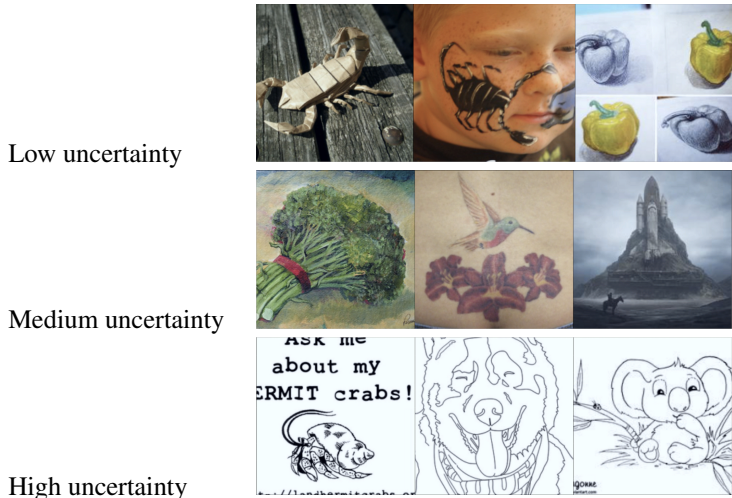 Low uncertainty
Medium uncertainty
Ask me
about my
ERMIT crabs!
High uncertainty